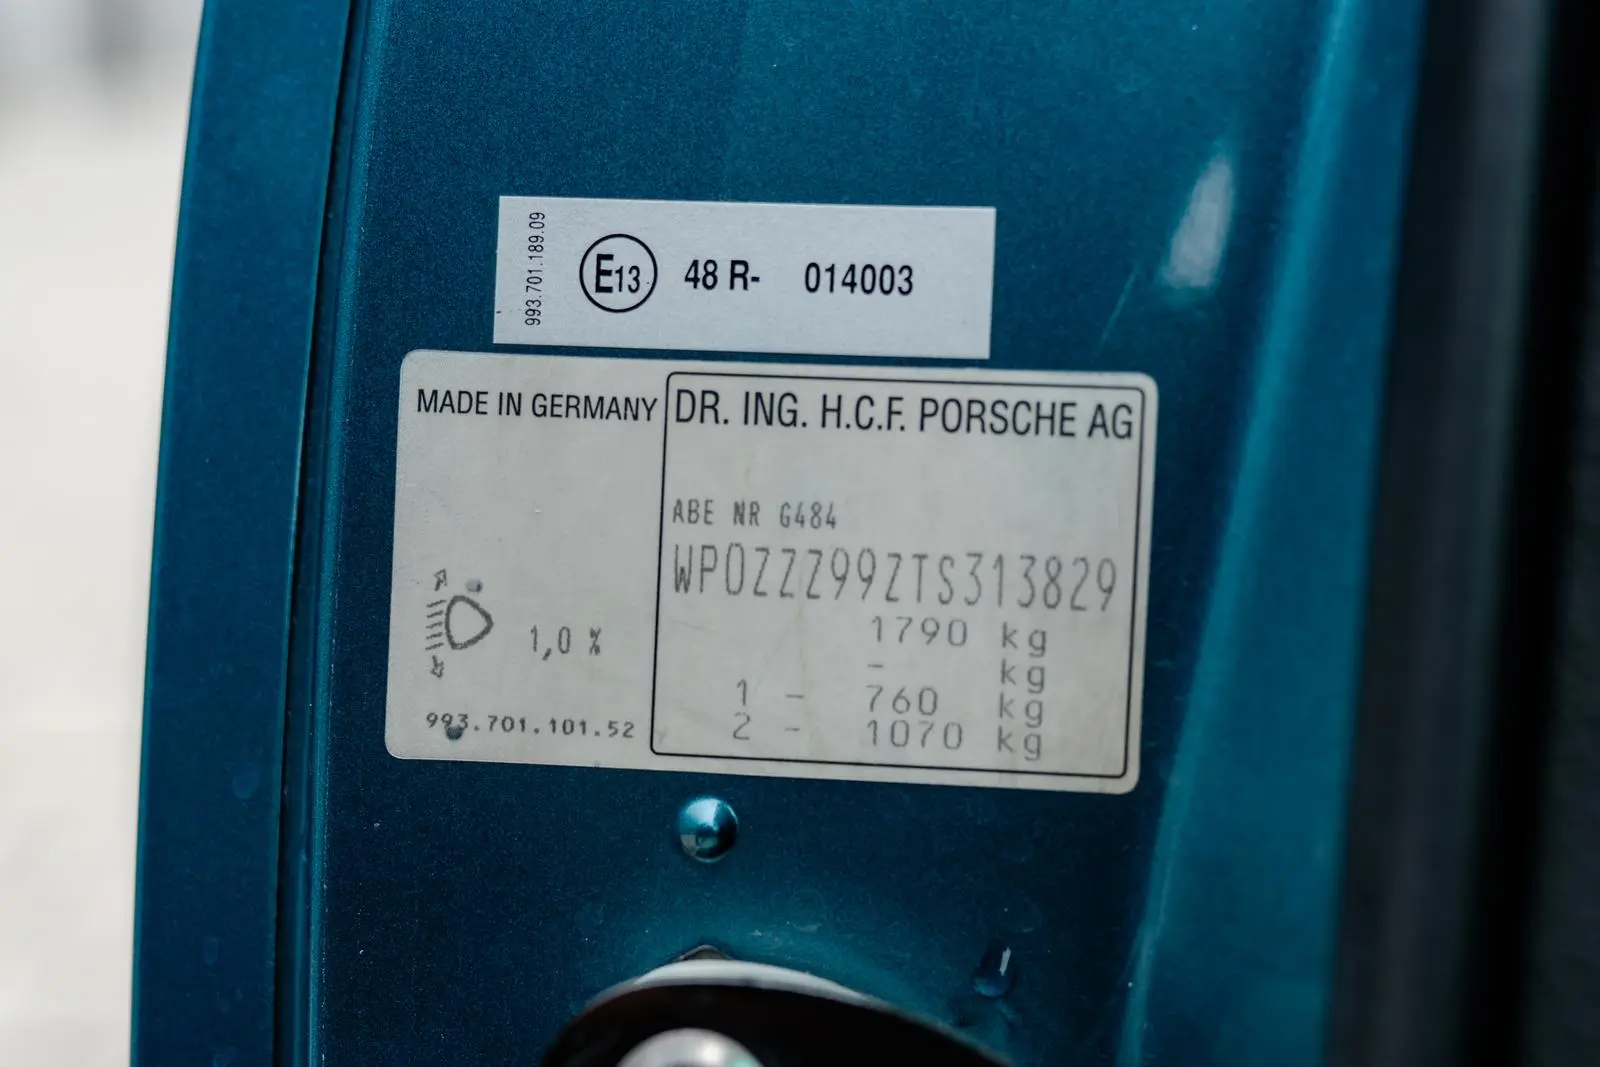 993.701.189.09
E13 48 R- 014003
MADE IN GERMANY
DR. ING. H.C.F. PORSCHE AG
ABE NR G484
WP0ZZZ99ZTS313829
1790 kg
- kg
1 - 760 kg
2 - 1070 kg
1,0 %
993.701.101.52